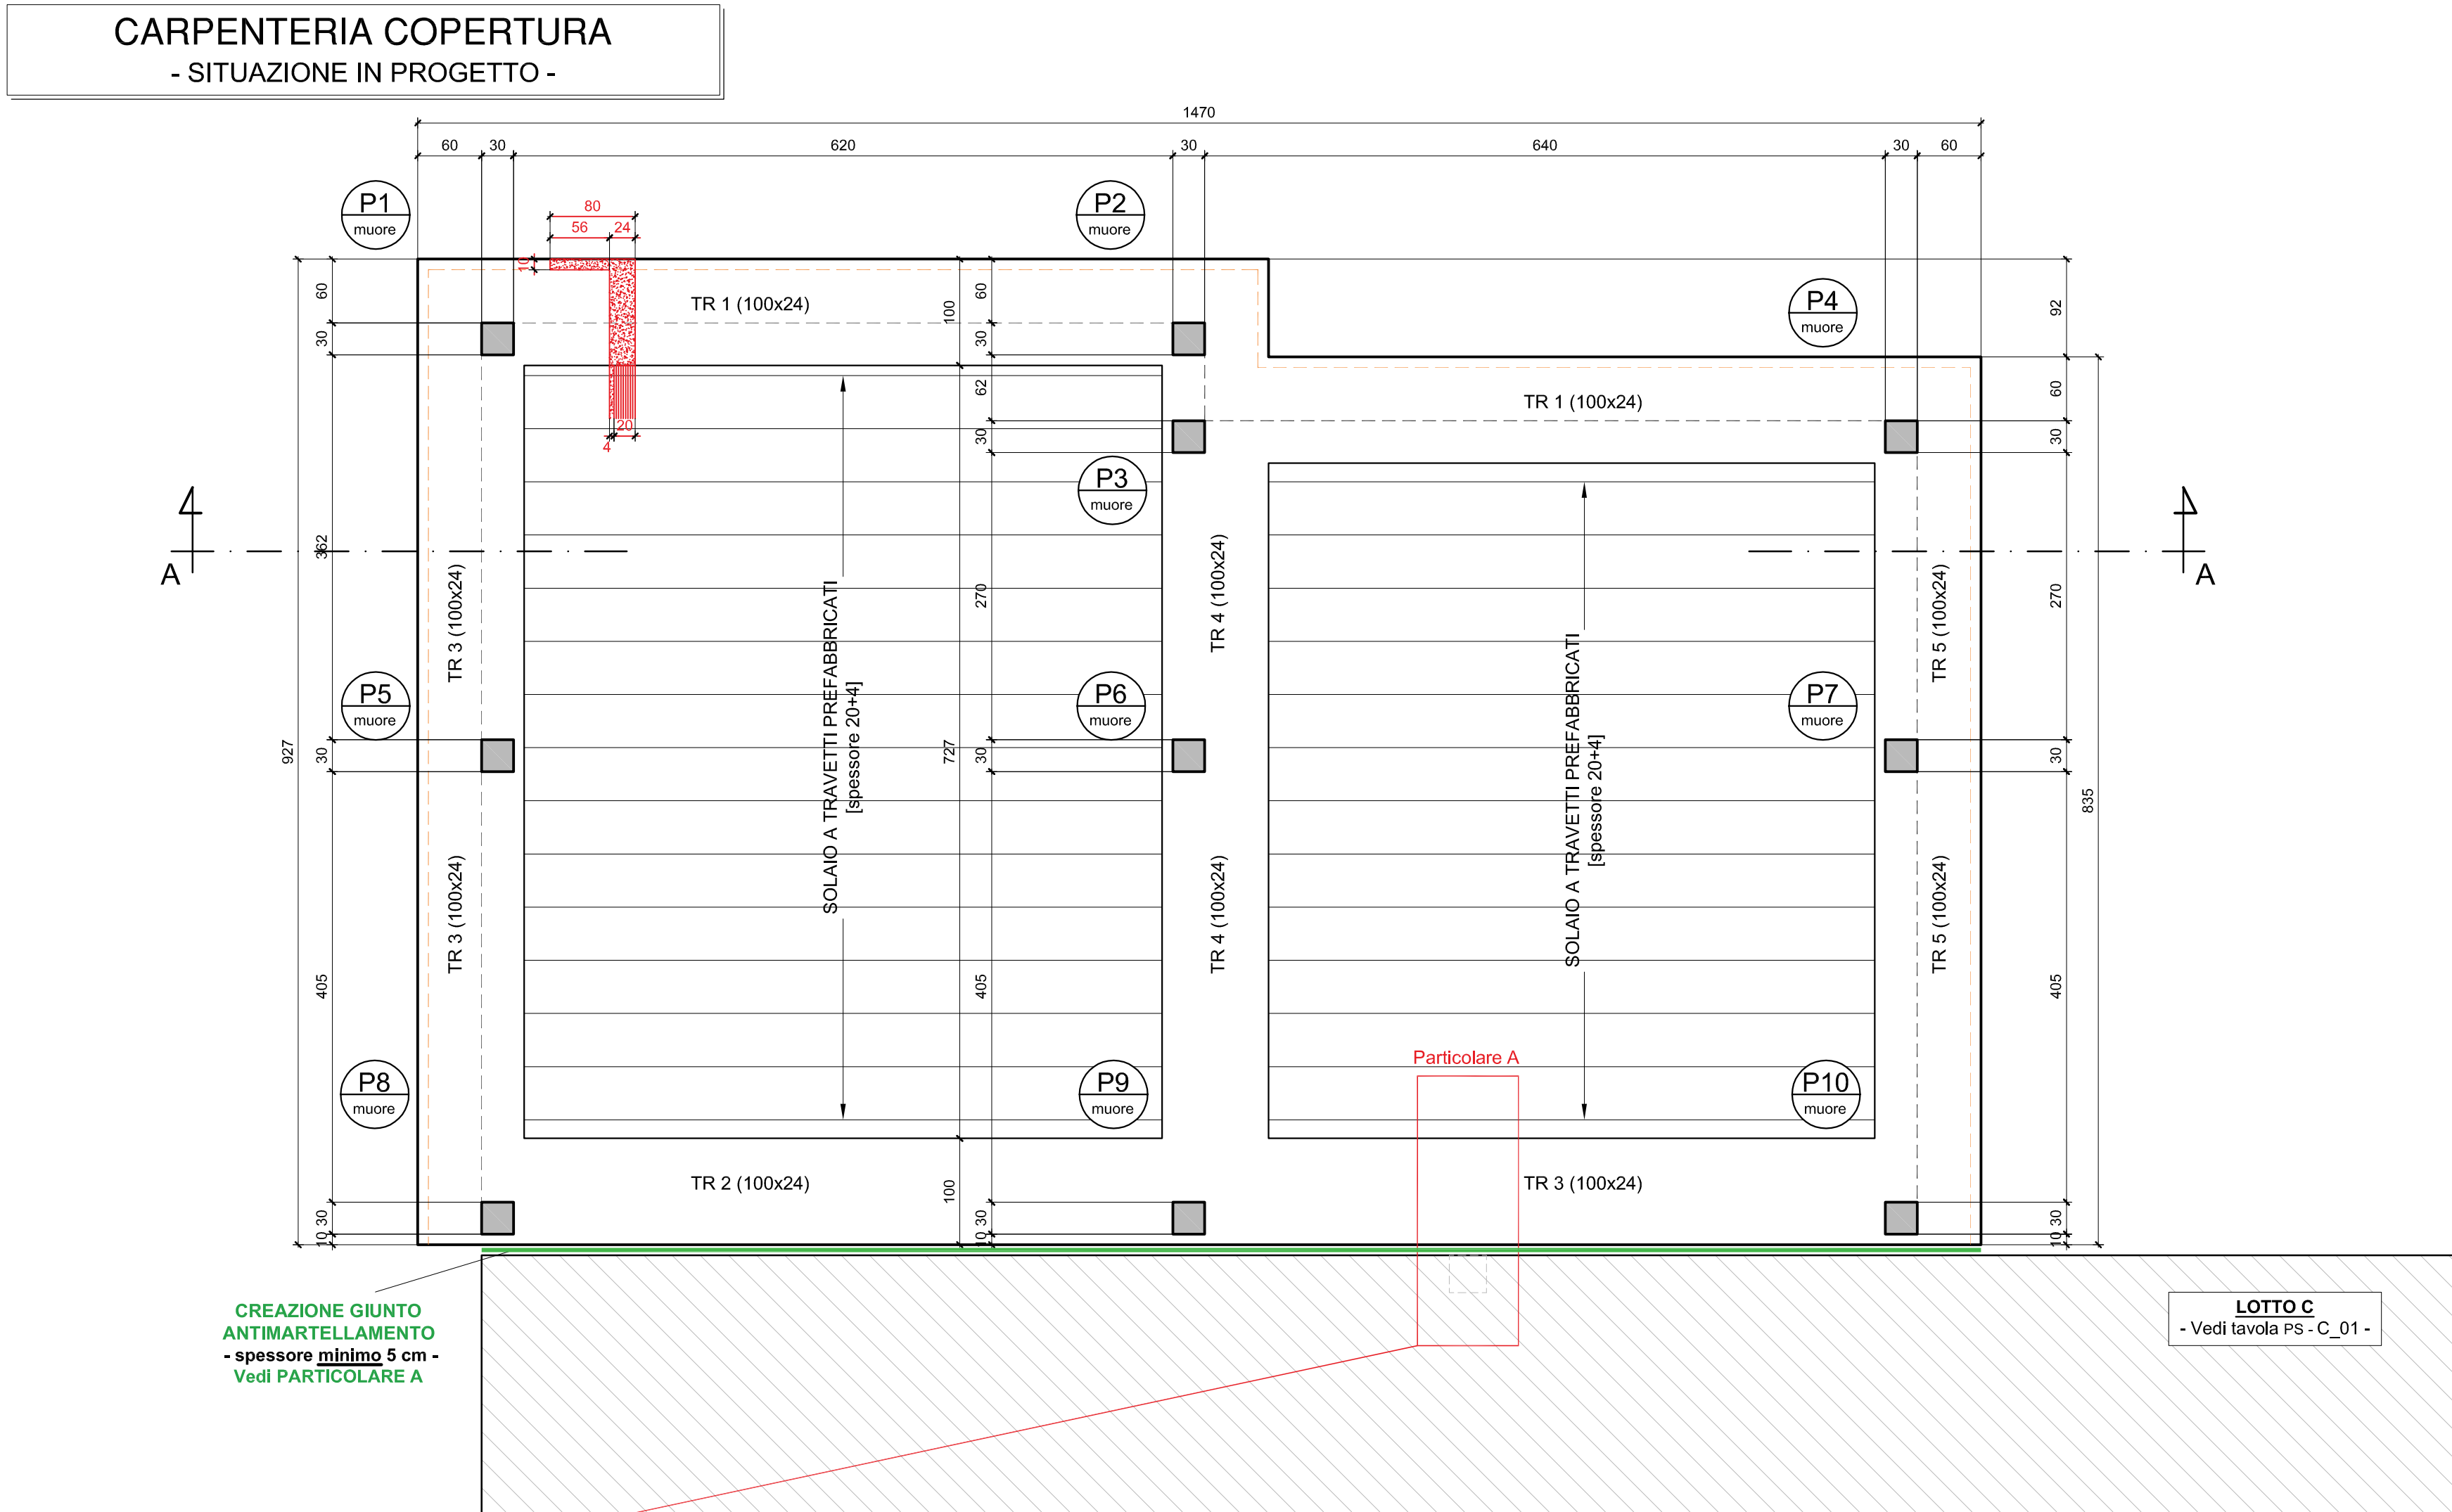 CARPENTERIA COPERTURA
- SITUAZIONE IN PROGETTO -
1470
60 30 620 30 640 30 60
P1
muore
P2
muore
80
56 24
10
TR 1 (100x24)
100
60
30
62
30
270
30
405
30
10
60
30
362
30
405
30
10
927
727
100
20
4
P4
muore
92
60
30
270
30
405
30
10
835
TR 1 (100x24)
P3
muore
A
A
TR 3 (100x24)
TR 4 (100x24)
TR 5 (100x24)
SOLAIO A TRAVETTI PREFABBRICATI
[spessore 20+4]
SOLAIO A TRAVETTI PREFABBRICATI
[spessore 20+4]
P5
muore
P6
muore
P7
muore
TR 3 (100x24)
TR 4 (100x24)
TR 5 (100x24)
Particolare A
P8
muore
P9
muore
P10
muore
TR 2 (100x24)
TR 3 (100x24)
CREAZIONE GIUNTO
ANTIMARTELLAMENTO
- spessore minimo 5 cm -
Vedi PARTICOLARE A
LOTTO C
- Vedi tavola PS - C_01 -